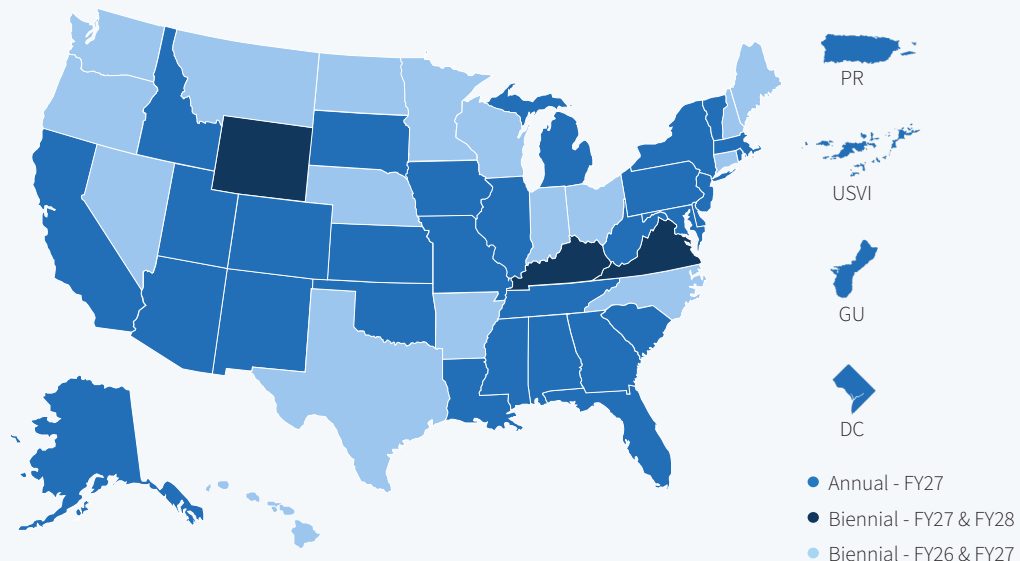 PR
USVI
GU
DC
Annual - FY27
Biennial - FY27 & FY28
Biennial - FY26 & FY27